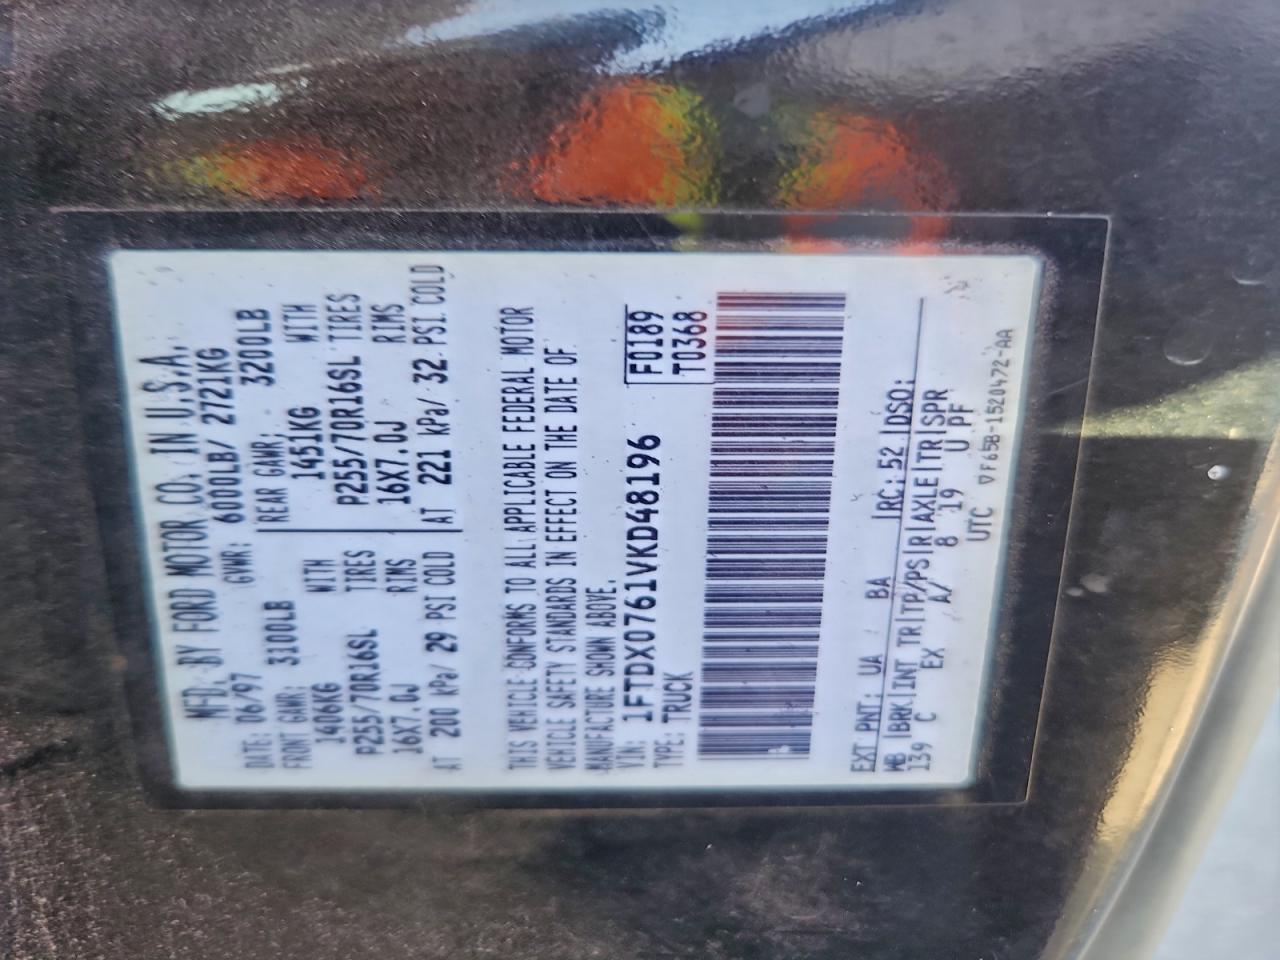 MFD. BY FORD MOTOR CO. IN U.S.A.
DATE: 06/97 GVWR: 6000LB/ 2721KG
FRONT GAWR: 3100LB REAR GAWR: 3200LB
1406KG WITH 1451KG WITH
P255/70R16SL TIRES P255/70R16SL TIRES
16X7.0J RIMS 16X7.0J RIMS
AT 200 kPa/ 29 PSI COLD AT 221 kPa/ 32 PSI COLD
THIS VEHICLE CONFORMS TO ALL APPLICABLE FEDERAL MOTOR
VEHICLE SAFETY STANDARDS IN EFFECT ON THE DATE OF
MANUFACTURE SHOWN ABOVE.
VIN: 1FTDX0761VKD48196 F0189
TYPE: TRUCK T0368
EXT PNT: UA BA RC: 52 DSO:
WB BRK INT TR TP/PS R AXLE TR SPR
139 C EX A/ 8 19 U PF
UTC ▽F65B-1520472-AA